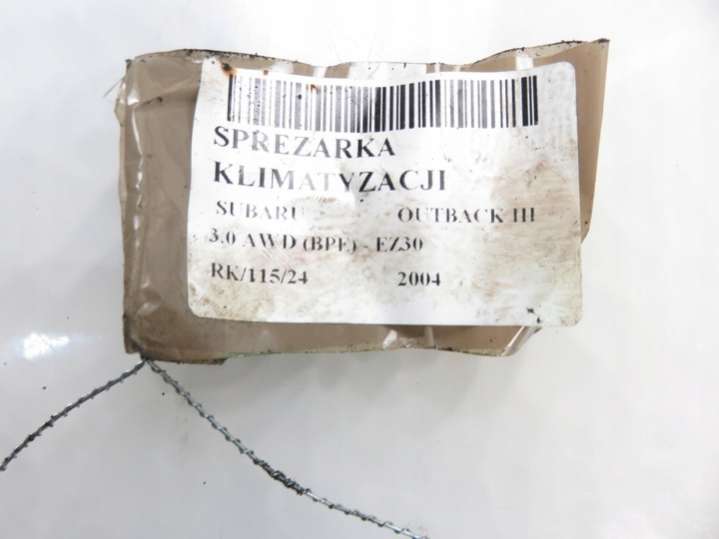 SPREZARKA
KLIMATYZACJI
SUBARU OUTBACK III
3.0 AWD (BPE) - EZ30
RK/115/24 2004